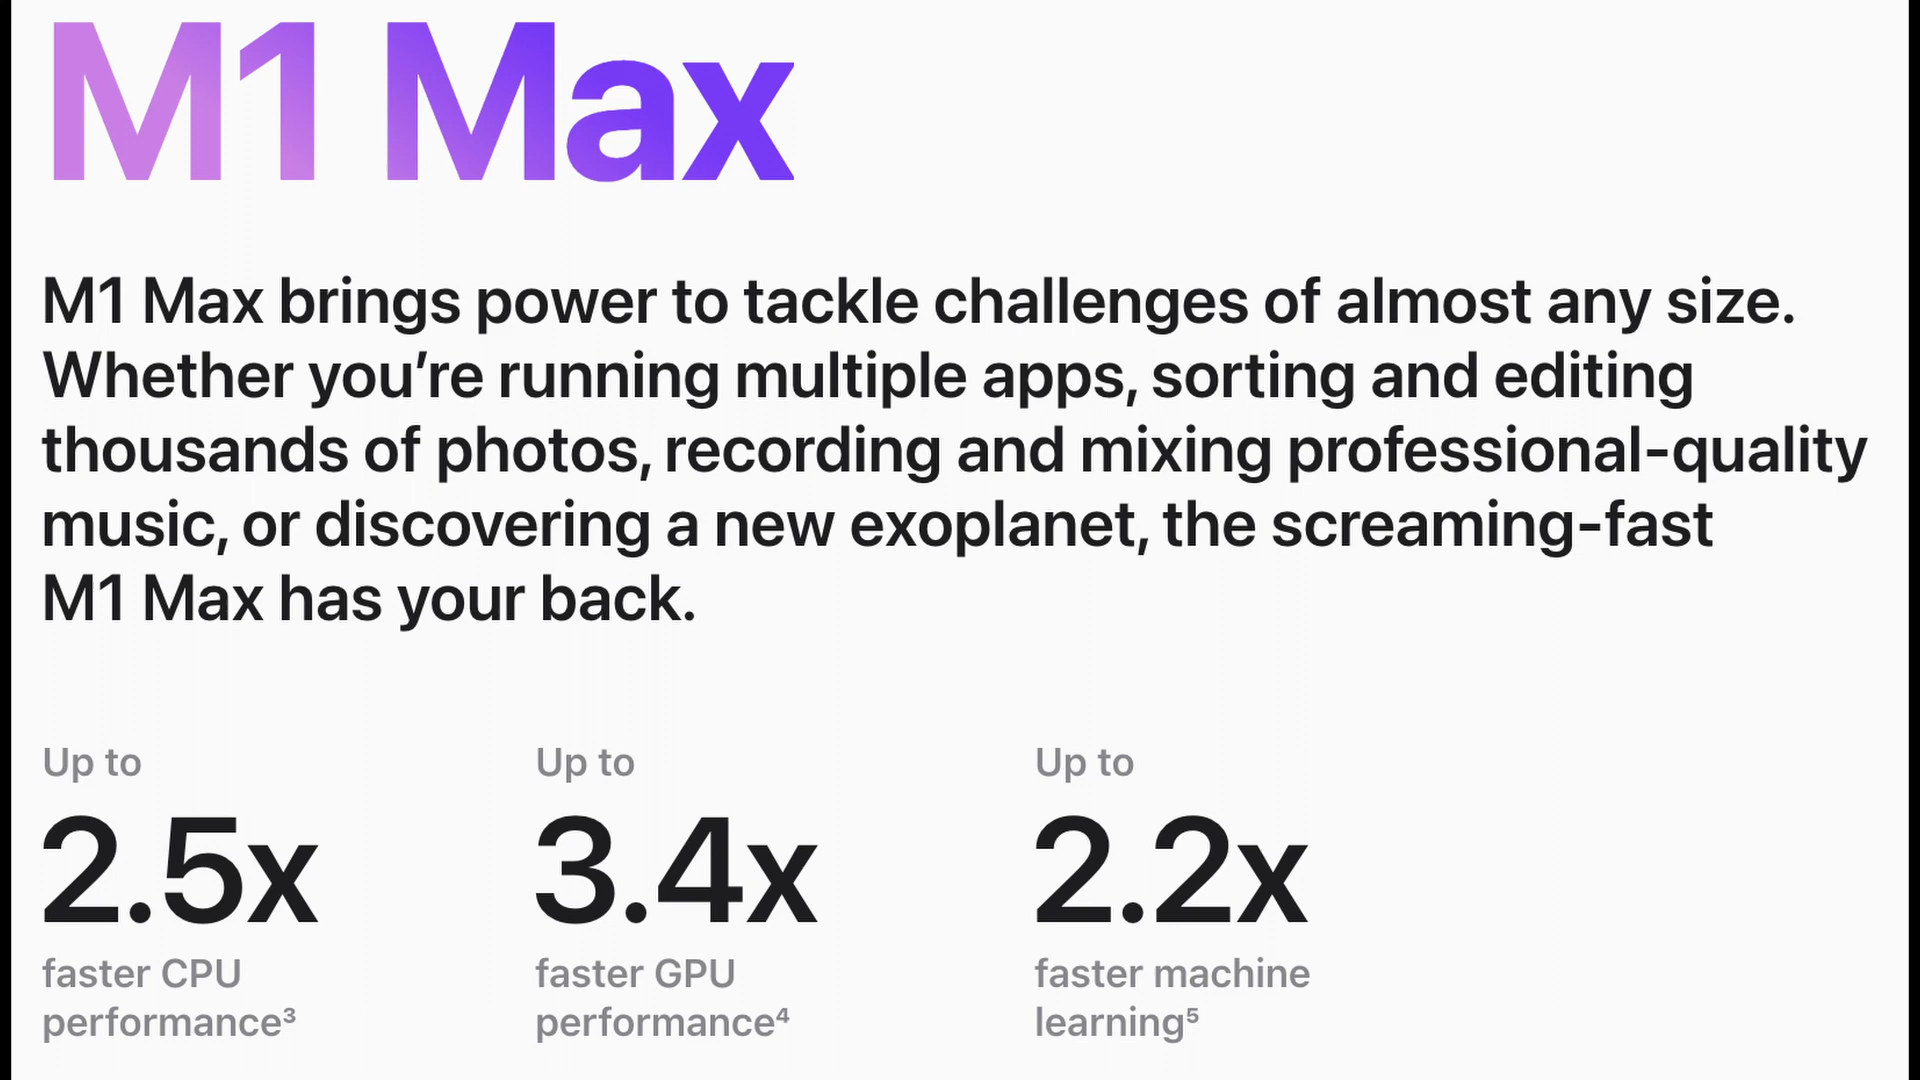 M1 Max
M1 Max brings power to tackle challenges of almost any size.
Whether you’re running multiple apps, sorting and editing
thousands of photos, recording and mixing professional-quality
music, or discovering a new exoplanet, the screaming-fast
M1 Max has your back.
Up to
2.5x
faster CPU
performance³
Up to
3.4x
faster GPU
performance⁴
Up to
2.2x
faster machine
learning⁵